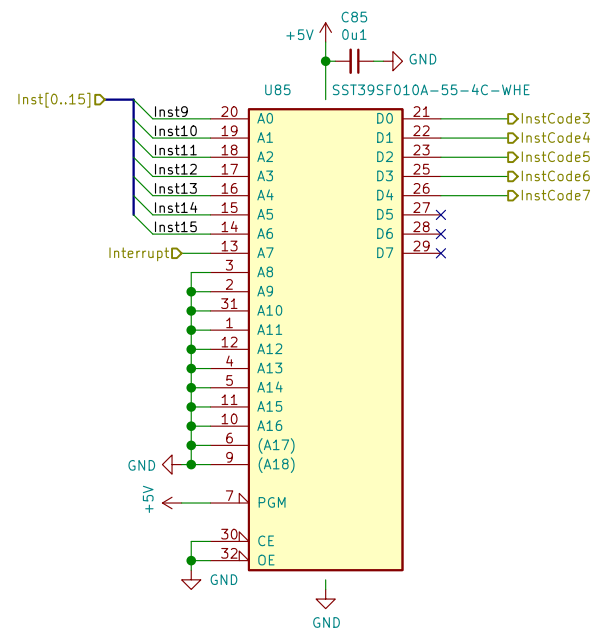 C85
+5V 0u1
GND
U85 SST39SF010A-55-4C-WHE
Inst[0..15] Inst9 20 A0 D0 21 InstCode3
Inst10 19 A1 D1 22 InstCode4
Inst11 18 A2 D2 23 InstCode5
Inst12 17 A3 D3 25 InstCode6
Inst13 16 A4 D4 26 InstCode7
Inst14 15 A5 D5 27
Inst15 14 A6 D6 28
Interrupt 13 A7 D7 29
3 A8
2 A9
31 A10
1 A11
12 A12
4 A13
5 A14
11 A15
10 A16
6 (A17)
GND 9 (A18)
+5V 7 PGM
30 CE
32 OE
GND
GND